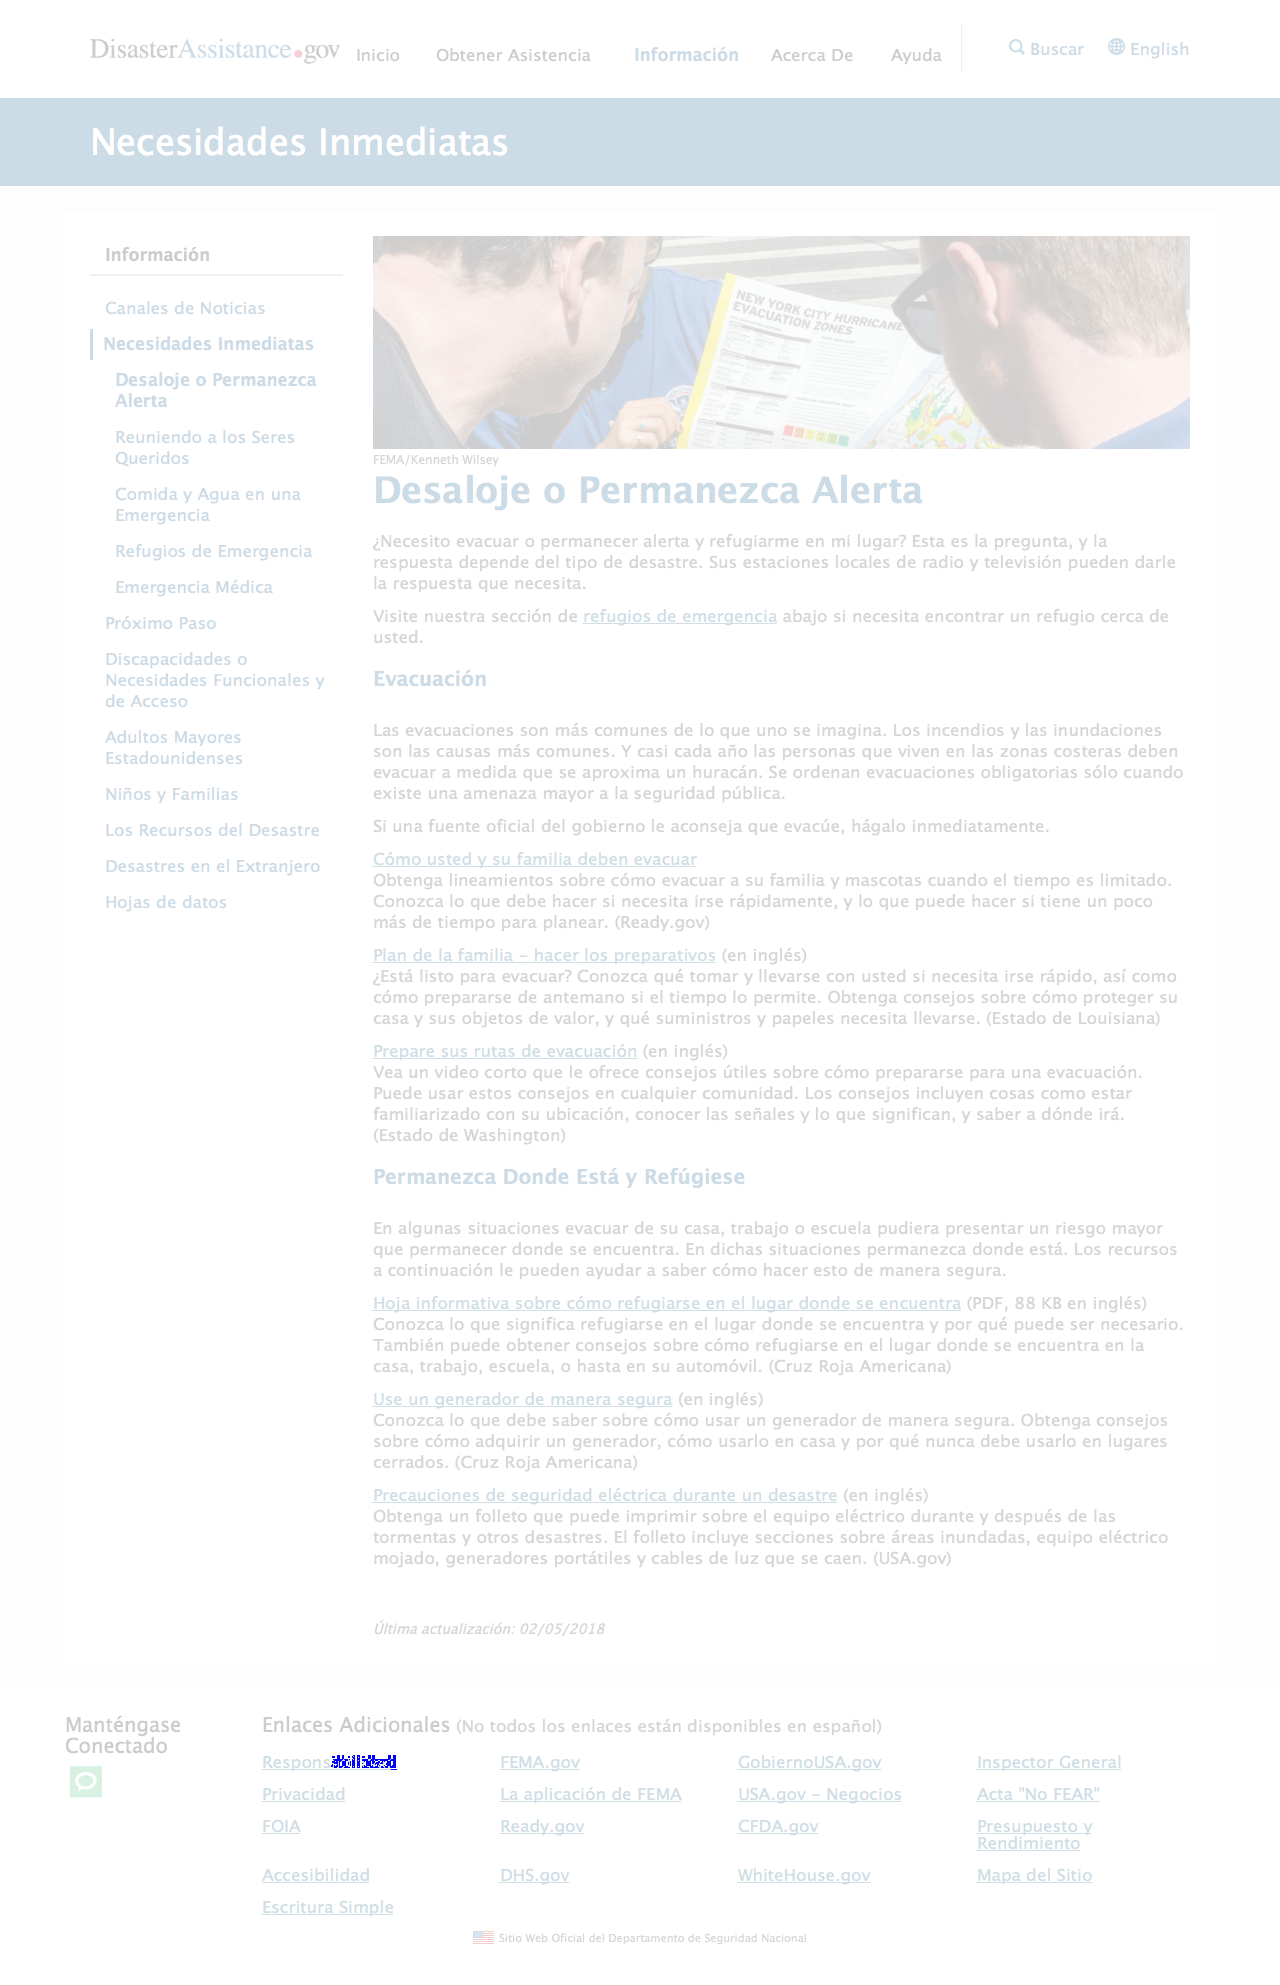 DisasterAssistance.gov Inicio Obtener Asistencia Información Acerca De Ayuda Buscar English
Necesidades Inmediatas
Información
Canales de Noticias
Necesidades Inmediatas
Desaloje o Permanezca
Alerta
Reuniendo a los Seres
Queridos
Comida y Agua en una
Emergencia
Refugios de Emergencia
Emergencia Médica
Próximo Paso
Discapacidades o
Necesidades Funcionales y
de Acceso
Adultos Mayores
Estadounidenses
Niños y Familias
Los Recursos del Desastre
Desastres en el Extranjero
Hojas de datos
NEW YORK CITY HURRICANE
EVACUATION ZONES
FEMA/Kenneth Wilsey
Desaloje o Permanezca Alerta
¿Necesito evacuar o permanecer alerta y refugiarme en mi lugar? Esta es la pregunta, y la
respuesta depende del tipo de desastre. Sus estaciones locales de radio y televisión pueden darle
la respuesta que necesita.
Visite nuestra sección de refugios de emergencia abajo si necesita encontrar un refugio cerca de
usted.
Evacuación
Las evacuaciones son más comunes de lo que uno se imagina. Los incendios y las inundaciones
son las causas más comunes. Y casi cada año las personas que viven en las zonas costeras deben
evacuar a medida que se aproxima un huracán. Se ordenan evacuaciones obligatorias sólo cuando
existe una amenaza mayor a la seguridad pública.
Si una fuente oficial del gobierno le aconseja que evacúe, hágalo inmediatamente.
Cómo usted y su familia deben evacuar
Obtenga lineamientos sobre cómo evacuar a su familia y mascotas cuando el tiempo es limitado.
Conozca lo que debe hacer si necesita irse rápidamente, y lo que puede hacer si tiene un poco
más de tiempo para planear. (Ready.gov)
Plan de la familia - hacer los preparativos (en inglés)
¿Está listo para evacuar? Conozca qué tomar y llevarse con usted si necesita irse rápido, así como
cómo prepararse de antemano si el tiempo lo permite. Obtenga consejos sobre cómo proteger su
casa y sus objetos de valor, y qué suministros y papeles necesita llevarse. (Estado de Louisiana)
Prepare sus rutas de evacuación (en inglés)
Vea un video corto que le ofrece consejos útiles sobre cómo prepararse para una evacuación.
Puede usar estos consejos en cualquier comunidad. Los consejos incluyen cosas como estar
familiarizado con su ubicación, conocer las señales y lo que significan, y saber a dónde irá.
(Estado de Washington)
Permanezca Donde Está y Refúgiese
En algunas situaciones evacuar de su casa, trabajo o escuela pudiera presentar un riesgo mayor
que permanecer donde se encuentra. En dichas situaciones permanezca donde está. Los recursos
a continuación le pueden ayudar a saber cómo hacer esto de manera segura.
Hoja informativa sobre cómo refugiarse en el lugar donde se encuentra (PDF, 88 KB en inglés)
Conozca lo que significa refugiarse en el lugar donde se encuentra y por qué puede ser necesario.
También puede obtener consejos sobre cómo refugiarse en el lugar donde se encuentra en la
casa, trabajo, escuela, o hasta en su automóvil. (Cruz Roja Americana)
Use un generador de manera segura (en inglés)
Conozca lo que debe saber sobre cómo usar un generador de manera segura. Obtenga consejos
sobre cómo adquirir un generador, cómo usarlo en casa y por qué nunca debe usarlo en lugares
cerrados. (Cruz Roja Americana)
Precauciones de seguridad eléctrica durante un desastre (en inglés)
Obtenga un folleto que puede imprimir sobre el equipo eléctrico durante y después de las
tormentas y otros desastres. El folleto incluye secciones sobre áreas inundadas, equipo eléctrico
mojado, generadores portátiles y cables de luz que se caen. (USA.gov)
Última actualización: 02/05/2018
Manténgase
Conectado
Enlaces Adicionales (No todos los enlaces están disponibles en español)
FEMA.gov GobiernoUSA.gov Inspector General
Privacidad La aplicación de FEMA USA.gov - Negocios Acta "No FEAR"
FOIA Ready.gov CFDA.gov Presupuesto y
Rendimiento
Accesibilidad DHS.gov WhiteHouse.gov Mapa del Sitio
Escritura Simple
Sitio Web Oficial del Departamento de Seguridad Nacional